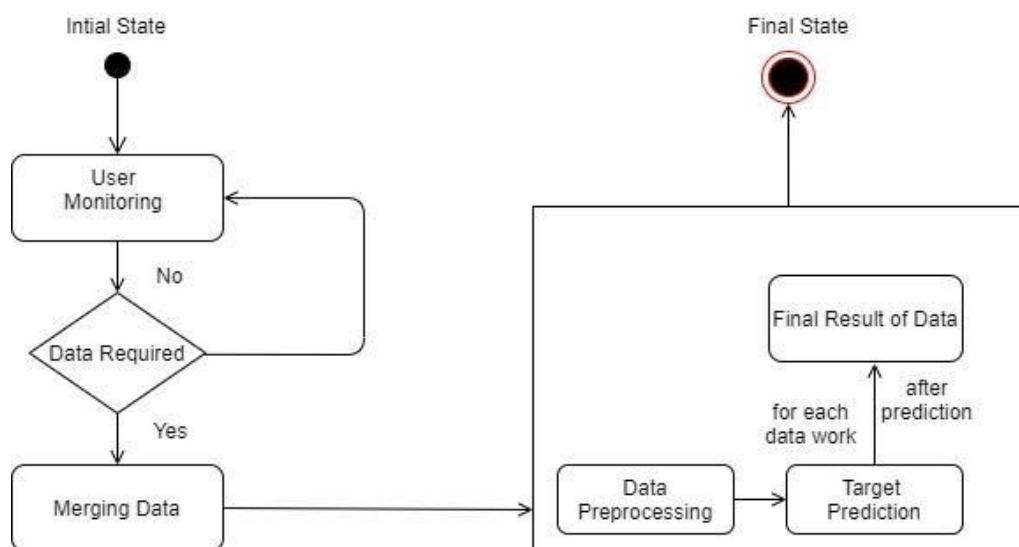 Intial State
Final State
User
Monitoring
No
Data Required
Yes
Merging Data
Final Result of Data
after
prediction
for each
data work
Data
Preprocessing
Target
Prediction